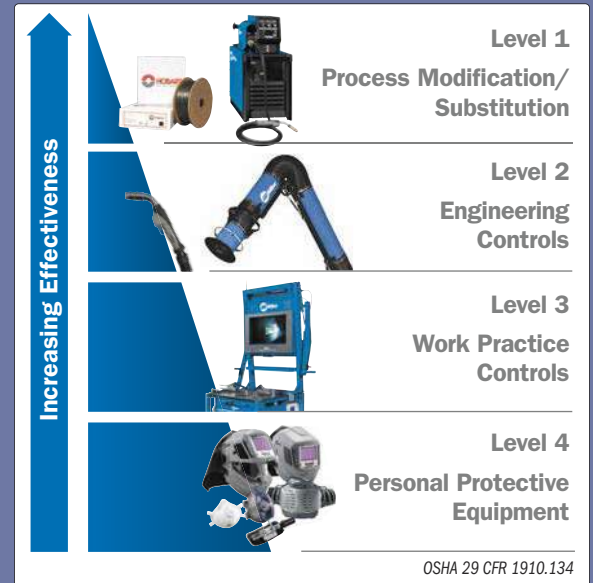 Increasing Effectiveness
HOBART
Level 1
Process Modification/
Substitution
Level 2
Engineering
Controls
Level 3
Work Practice
Controls
Level 4
Personal Protective
Equipment
OSHA 29 CFR 1910.134